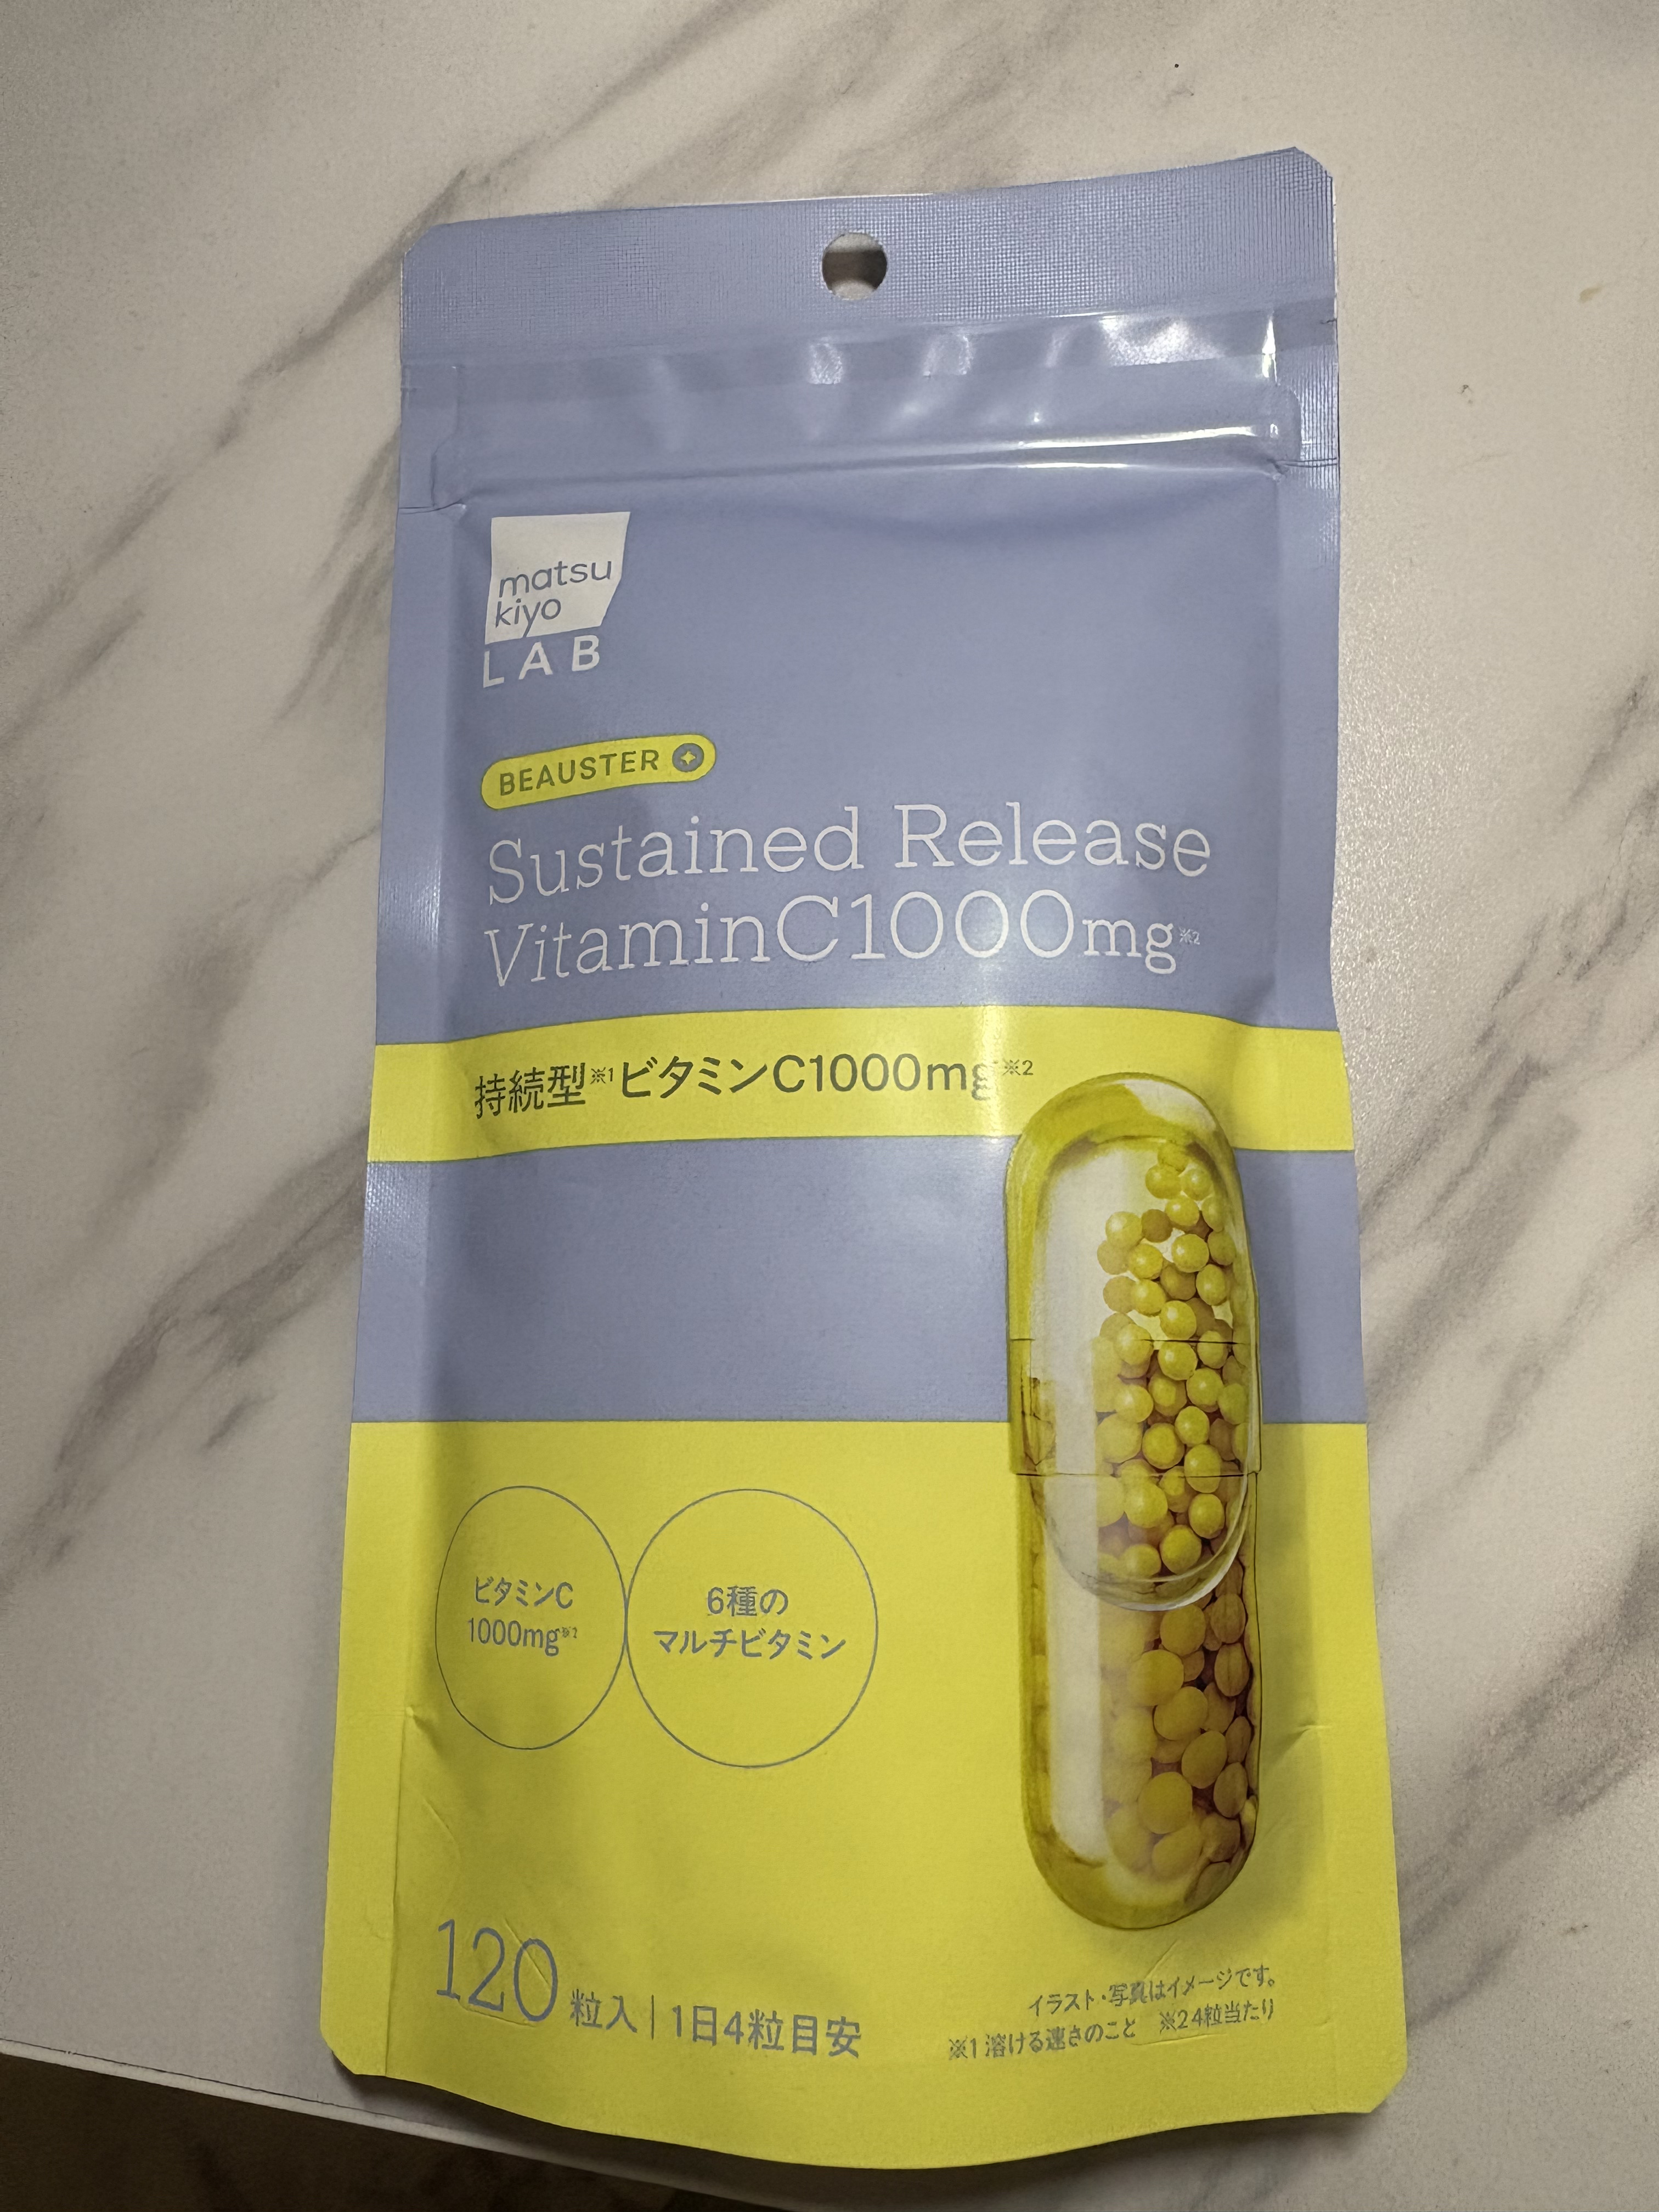 matsu
kiyo
LAB
BEAUSTER
Sustained Release
VitaminC1000mg※2
持続型※1ビタミンC1000mg※2
ビタミンC
1000mg※2
6種の
マルチビタミン
120粒入|1日4粒目安
イラスト・写真はイメージです。
※1 溶ける速さのこと ※2 4粒当たり